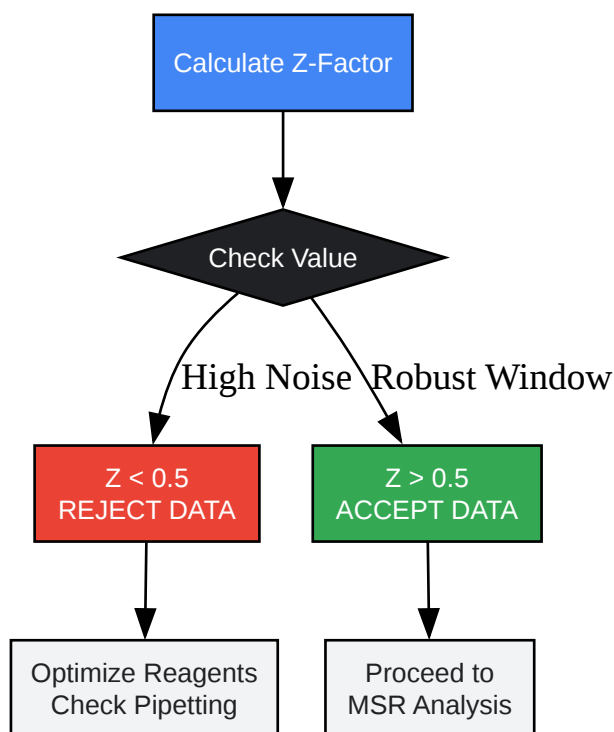 Calculate Z-Factor
Check Value
High Noise
Robust Window
Z < 0.5
REJECT DATA
Z > 0.5
ACCEPT DATA
Optimize Reagents
Check Pipetting
Proceed to
MSR Analysis